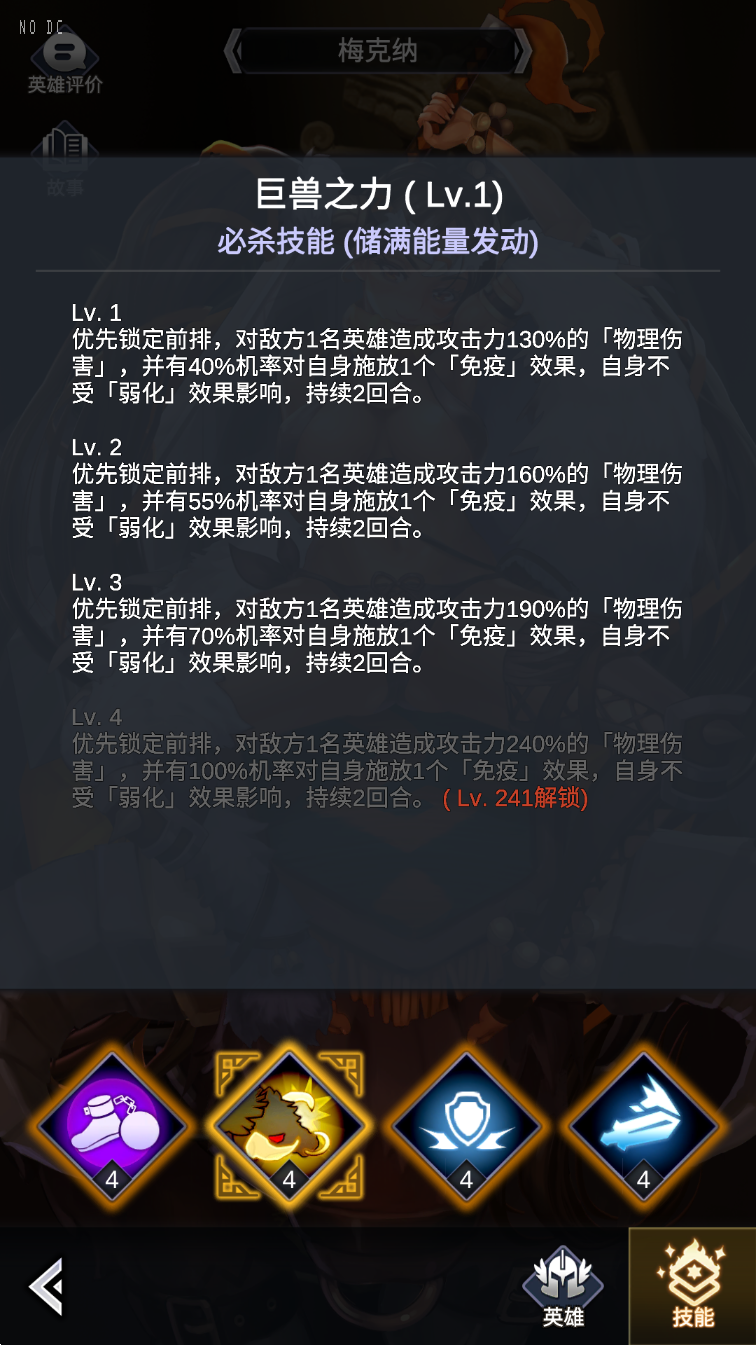 NO DC
梅克纳
英雄评价
故事
巨兽之力 ( Lv.1)
必杀技能 (储满能量发动)
Lv. 1
优先锁定前排，对敌方1名英雄造成攻击力130%的「物理伤
害」，并有40%机率对自身施放1个「免疫」效果，自身不
受「弱化」效果影响，持续2回合。
Lv. 2
优先锁定前排，对敌方1名英雄造成攻击力160%的「物理伤
害」，并有55%机率对自身施放1个「免疫」效果，自身不
受「弱化」效果影响，持续2回合。
Lv. 3
优先锁定前排，对敌方1名英雄造成攻击力190%的「物理伤
害」，并有70%机率对自身施放1个「免疫」效果，自身不
受「弱化」效果影响，持续2回合。
Lv. 4
优先锁定前排，对敌方1名英雄造成攻击力240%的「物理伤
害」，并有100%机率对自身施放1个「免疫」效果，自身不
受「弱化」效果影响，持续2回合。 ( Lv. 241解锁)
4 4 4 4
英雄 技能